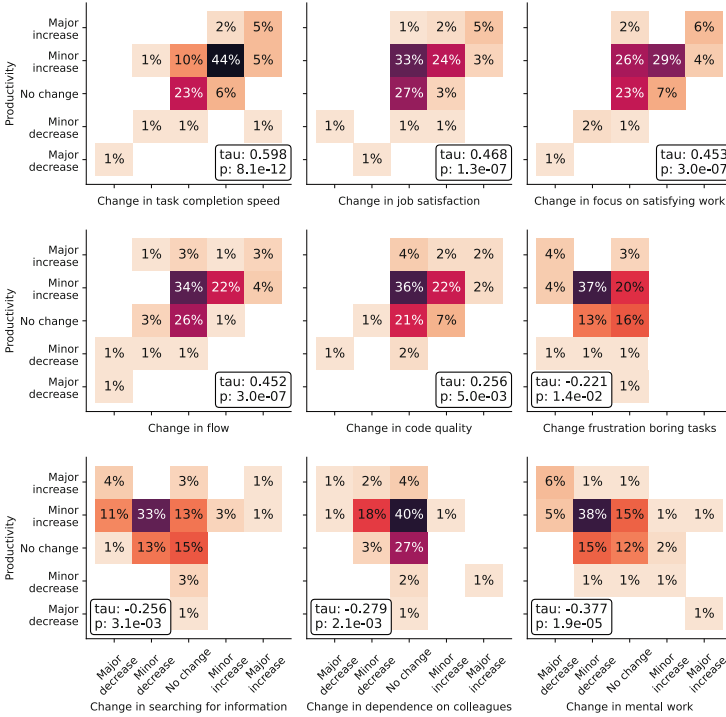 Productivity
Major
increase
2% 5%
1% 2% 5%
2% 6%
Minor
increase
1% 10% 44% 5%
33% 24% 3%
26% 29% 4%
No change
23% 6%
27% 3%
23% 7%
Minor
decrease
1% 1% 1%
1% 1% 1%
2% 1%
Major
decrease
1%
1%
1%
tau: 0.598
p: 8.1e-12
tau: 0.468
p: 1.3e-07
tau: 0.453
p: 3.0e-07
Change in task completion speed
Change in job satisfaction
Change in focus on satisfying work
Productivity
Major
increase
1% 3% 1% 3%
4% 2% 2%
4% 3%
Minor
increase
34% 22% 4%
36% 22% 2%
4% 37% 20%
No change
3% 26% 1%
1% 21% 7%
13% 16%
Minor
decrease
1% 1% 1%
1% 2%
1% 1% 1%
Major
decrease
1%
1%
tau: 0.452
p: 3.0e-07
tau: 0.256
p: 5.0e-03
tau: -0.221
p: 1.4e-02
Change in flow
Change in code quality
Change frustration boring tasks
Productivity
Major
increase
4% 3% 1%
1% 2% 4%
6% 1% 1%
Minor
increase
11% 33% 13% 3% 1%
1% 18% 40% 1%
5% 38% 15% 1% 1%
No change
1% 13% 15%
3% 27%
15% 12% 2%
Minor
decrease
3%
2% 1%
1% 1% 1%
Major
decrease
1%
1%
1%
tau: -0.256
p: 3.1e-03
tau: -0.279
p: 2.1e-03
tau: -0.377
p: 1.9e-05
Major
decrease
Minor
decrease
No change
Minor
increase
Major
increase
Major
decrease
Minor
decrease
No change
Minor
increase
Major
increase
Major
decrease
Minor
decrease
No change
Minor
increase
Major
increase
Change in searching for information
Change in dependence on colleagues
Change in mental work